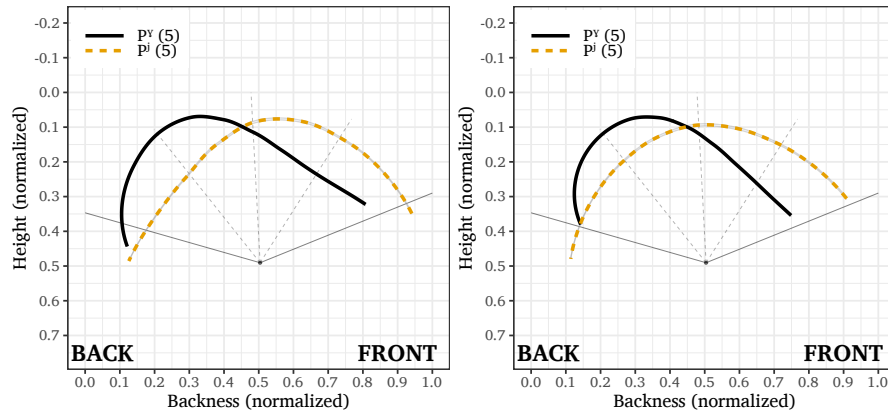 Pˠ (5)
Pʲ (5)
Height (normalized)
-0.2
-0.1
0.0
0.1
0.2
0.3
0.4
0.5
0.6
0.7
BACK FRONT
0.0 0.1 0.2 0.3 0.4 0.5 0.6 0.7 0.8 0.9 1.0
Backness (normalized)
Pˠ (5)
Pʲ (5)
Height (normalized)
-0.2
-0.1
0.0
0.1
0.2
0.3
0.4
0.5
0.6
0.7
BACK FRONT
0.0 0.1 0.2 0.3 0.4 0.5 0.6 0.7 0.8 0.9 1.0
Backness (normalized)